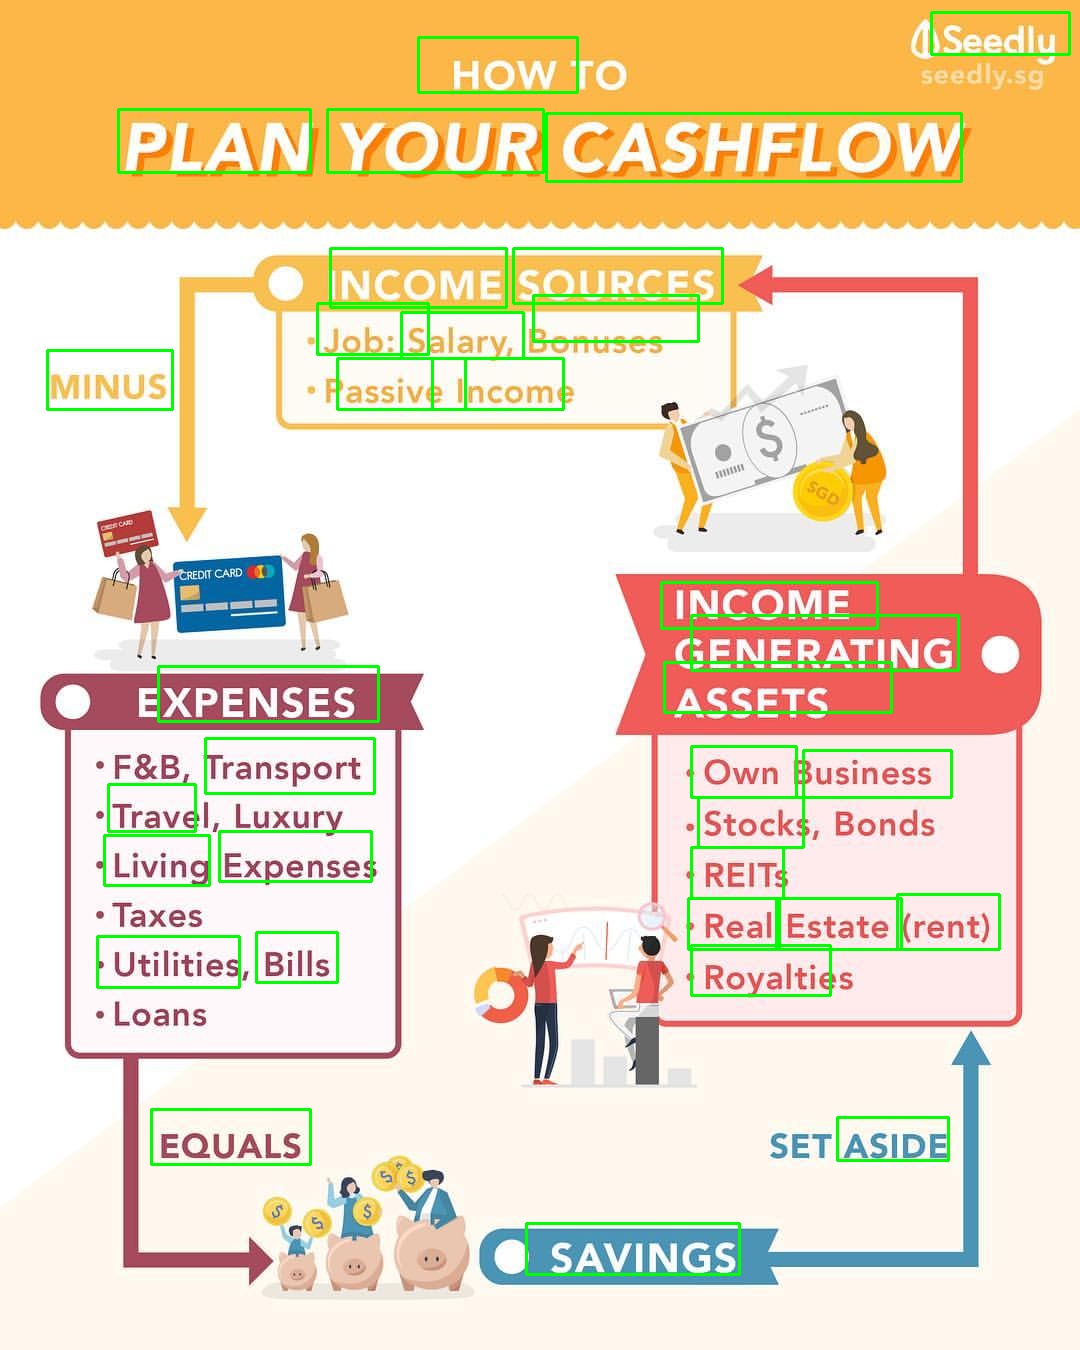 Seedly
seedly.sg
HOW TO
PLAN YOUR CASHFLOW
INCOME SOURCES
• Job: Salary, Bonuses
• Passive Income
MINUS
$
SGD
CREDIT CARD
CREDIT CARD
EXPENSES
• F&B, Transport
• Travel, Luxury
• Living Expenses
• Taxes
• Utilities, Bills
• Loans
INCOME
GENERATING
ASSETS
• Own Business
• Stocks, Bonds
• REITs
• Real Estate (rent)
• Royalties
EQUALS
SET ASIDE
$ $ $
$ $ $
SAVINGS